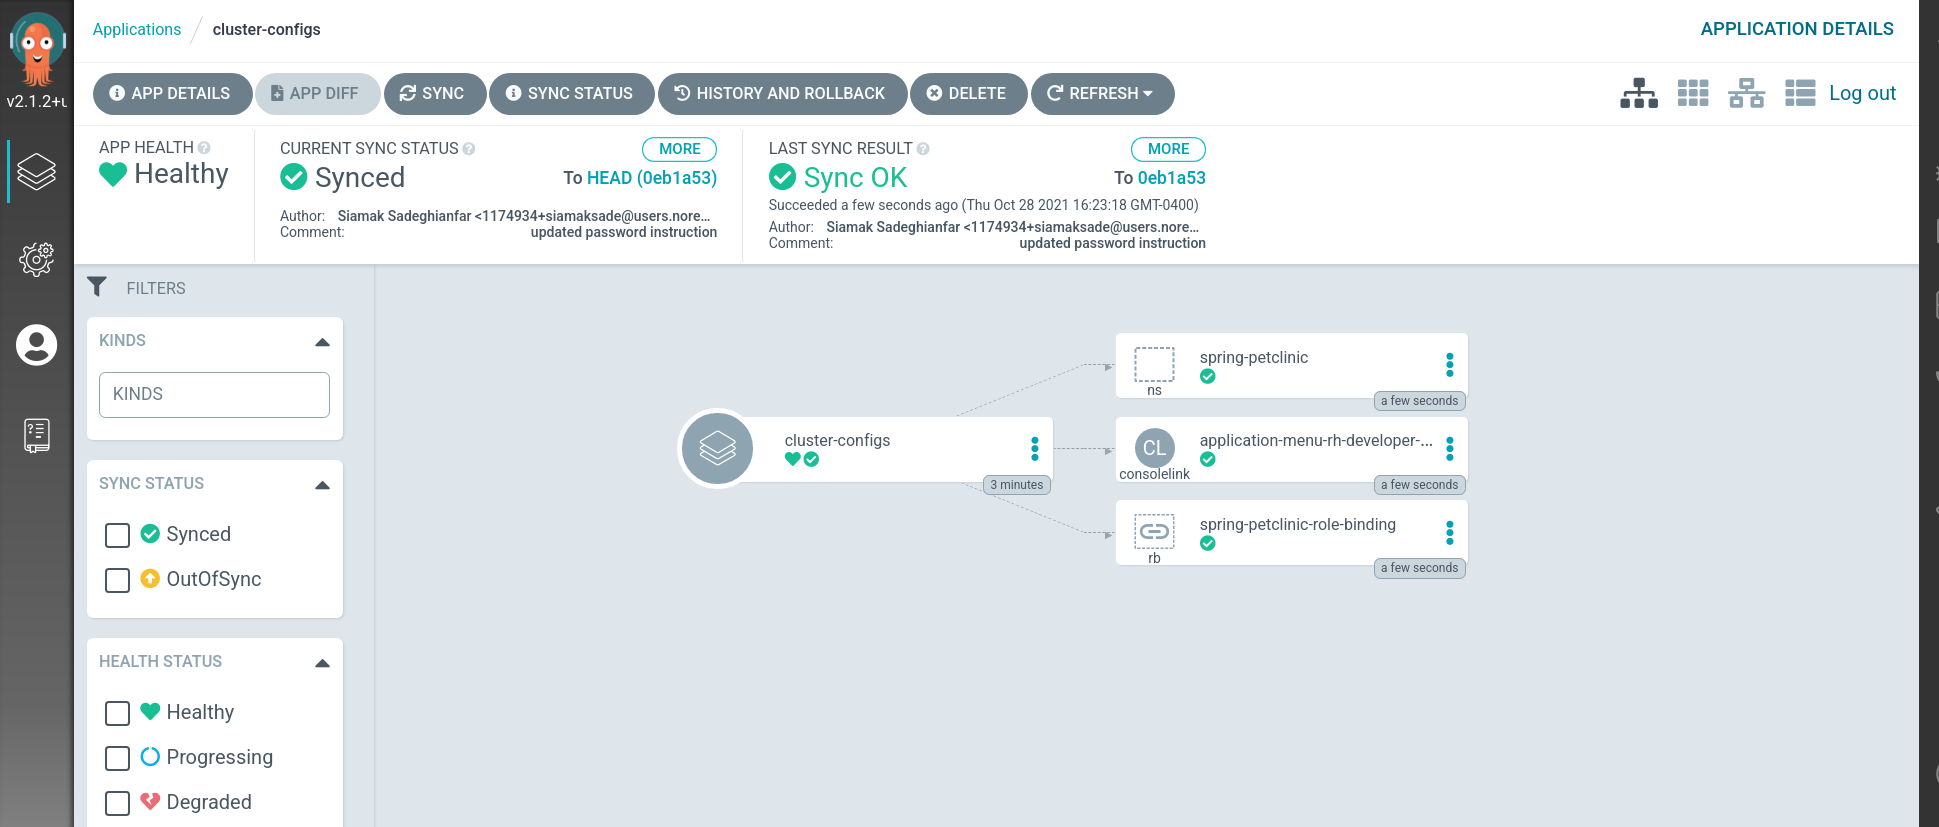 Applications / cluster-configs
APPLICATION DETAILS
v2.1.2+u
APP DETAILS
APP DIFF
SYNC
SYNC STATUS
HISTORY AND ROLLBACK
DELETE
REFRESH
Log out
APP HEALTH
Healthy
CURRENT SYNC STATUS
MORE
Synced
To HEAD (0eb1a53)
Author: Siamak Sadeghianfar <1174934+siamaksade@users.nore...
Comment: updated password instruction
LAST SYNC RESULT
MORE
Sync OK
To 0eb1a53
Succeeded a few seconds ago (Thu Oct 28 2021 16:23:18 GMT-0400)
Author: Siamak Sadeghianfar <1174934+siamaksade@users.nore...
Comment: updated password instruction
FILTERS
KINDS
KINDS
SYNC STATUS
Synced
OutOfSync
HEALTH STATUS
Healthy
Progressing
Degraded
cluster-configs
3 minutes
spring-petclinic
ns
a few seconds
CL
application-menu-rh-developer-...
consolelink
a few seconds
spring-petclinic-role-binding
rb
a few seconds